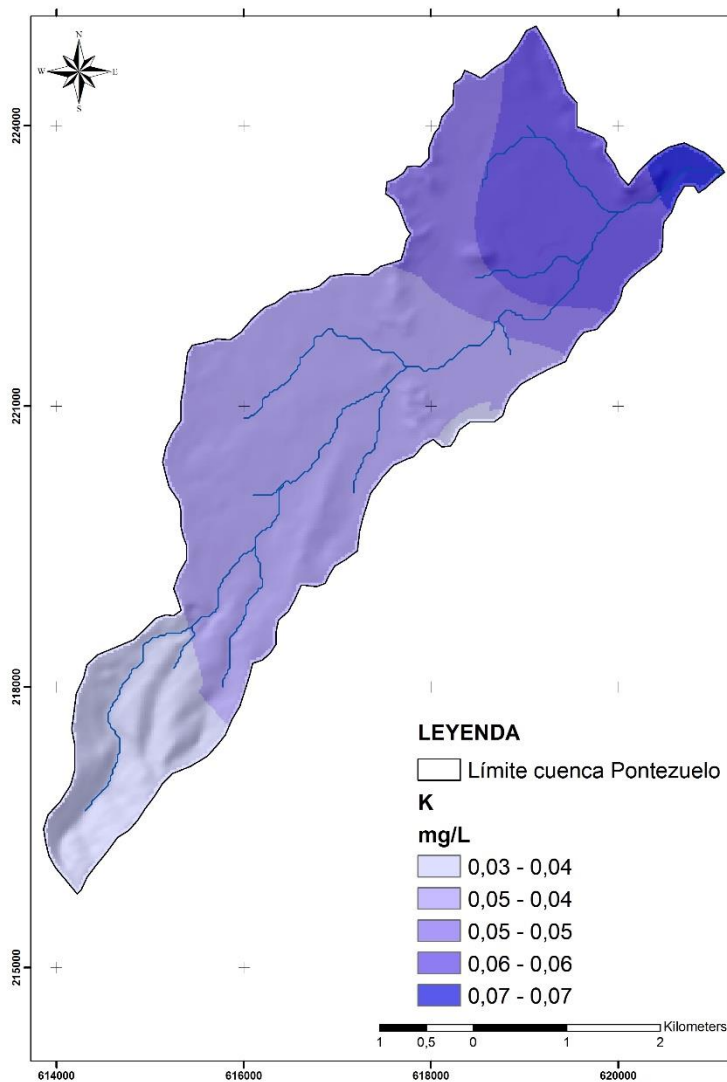 N
W E
S
224000
221000
218000
215000
LEYENDA
Límite cuenca Pontezuelo
K
mg/L
0,03 - 0,04
0,05 - 0,04
0,05 - 0,05
0,06 - 0,06
0,07 - 0,07
Kilometers
1 0,5 0 1 2
614000 616000 618000 620000